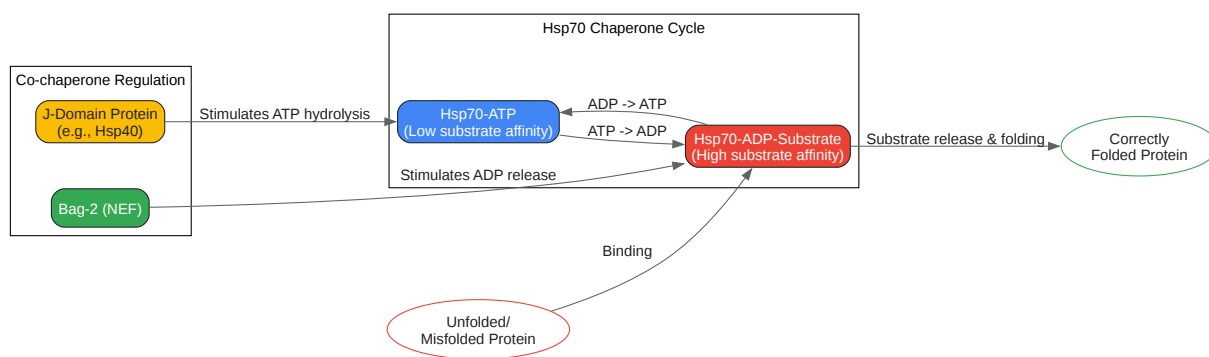 Hsp70 Chaperone Cycle
Co-chaperone Regulation
J-Domain Protein
(e.g., Hsp40)
Stimulates ATP hydrolysis
Hsp70-ATP
(Low substrate affinity)
ADP -> ATP
ATP -> ADP
Hsp70-ADP-Substrate
(High substrate affinity)
Substrate release & folding
Correctly
Folded Protein
Stimulates ADP release
Bag-2 (NEF)
Binding
Unfolded/
Misfolded Protein